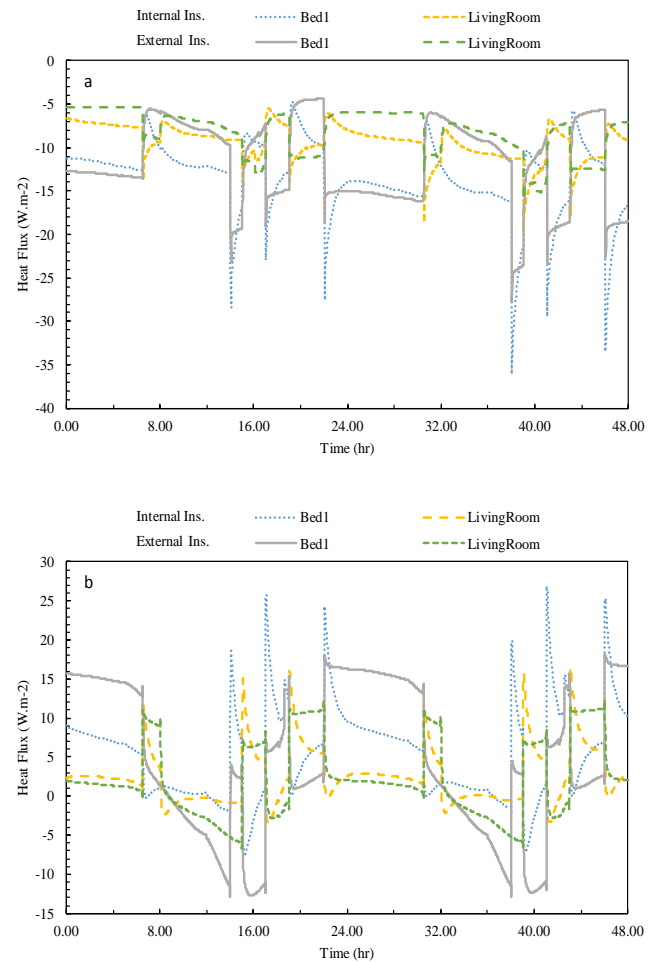 Internal Ins. Bed1 LivingRoom
External Ins. Bed1 LivingRoom
a
0
-5
-10
-15
-20
-25
-30
-35
-40
Heat Flux (W.m-2)
0.00 8.00 16.00 24.00 32.00 40.00 48.00
Time (hr)
Internal Ins. Bed1 LivingRoom
External Ins. Bed1 LivingRoom
b
30
25
20
15
10
5
0
-5
-10
-15
Heat Flux (W.m-2)
0.00 8.00 16.00 24.00 32.00 40.00 48.00
Time (hr)